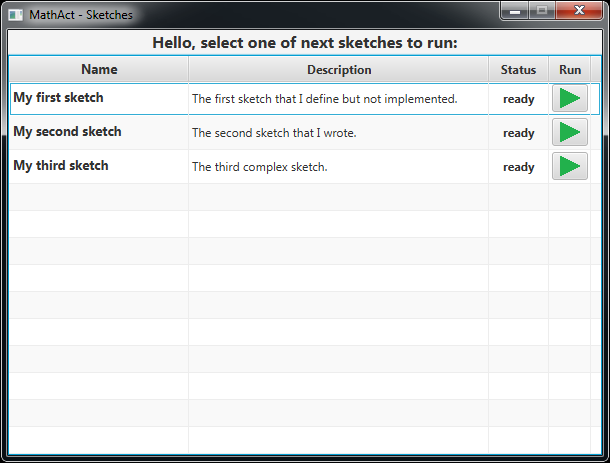 MathAct - Sketches
Hello, select one of next sketches to run:
Name Description Status Run
My first sketch The first sketch that I define but not implemented. ready
My second sketch The second sketch that I wrote. ready
My third sketch The third complex sketch. ready